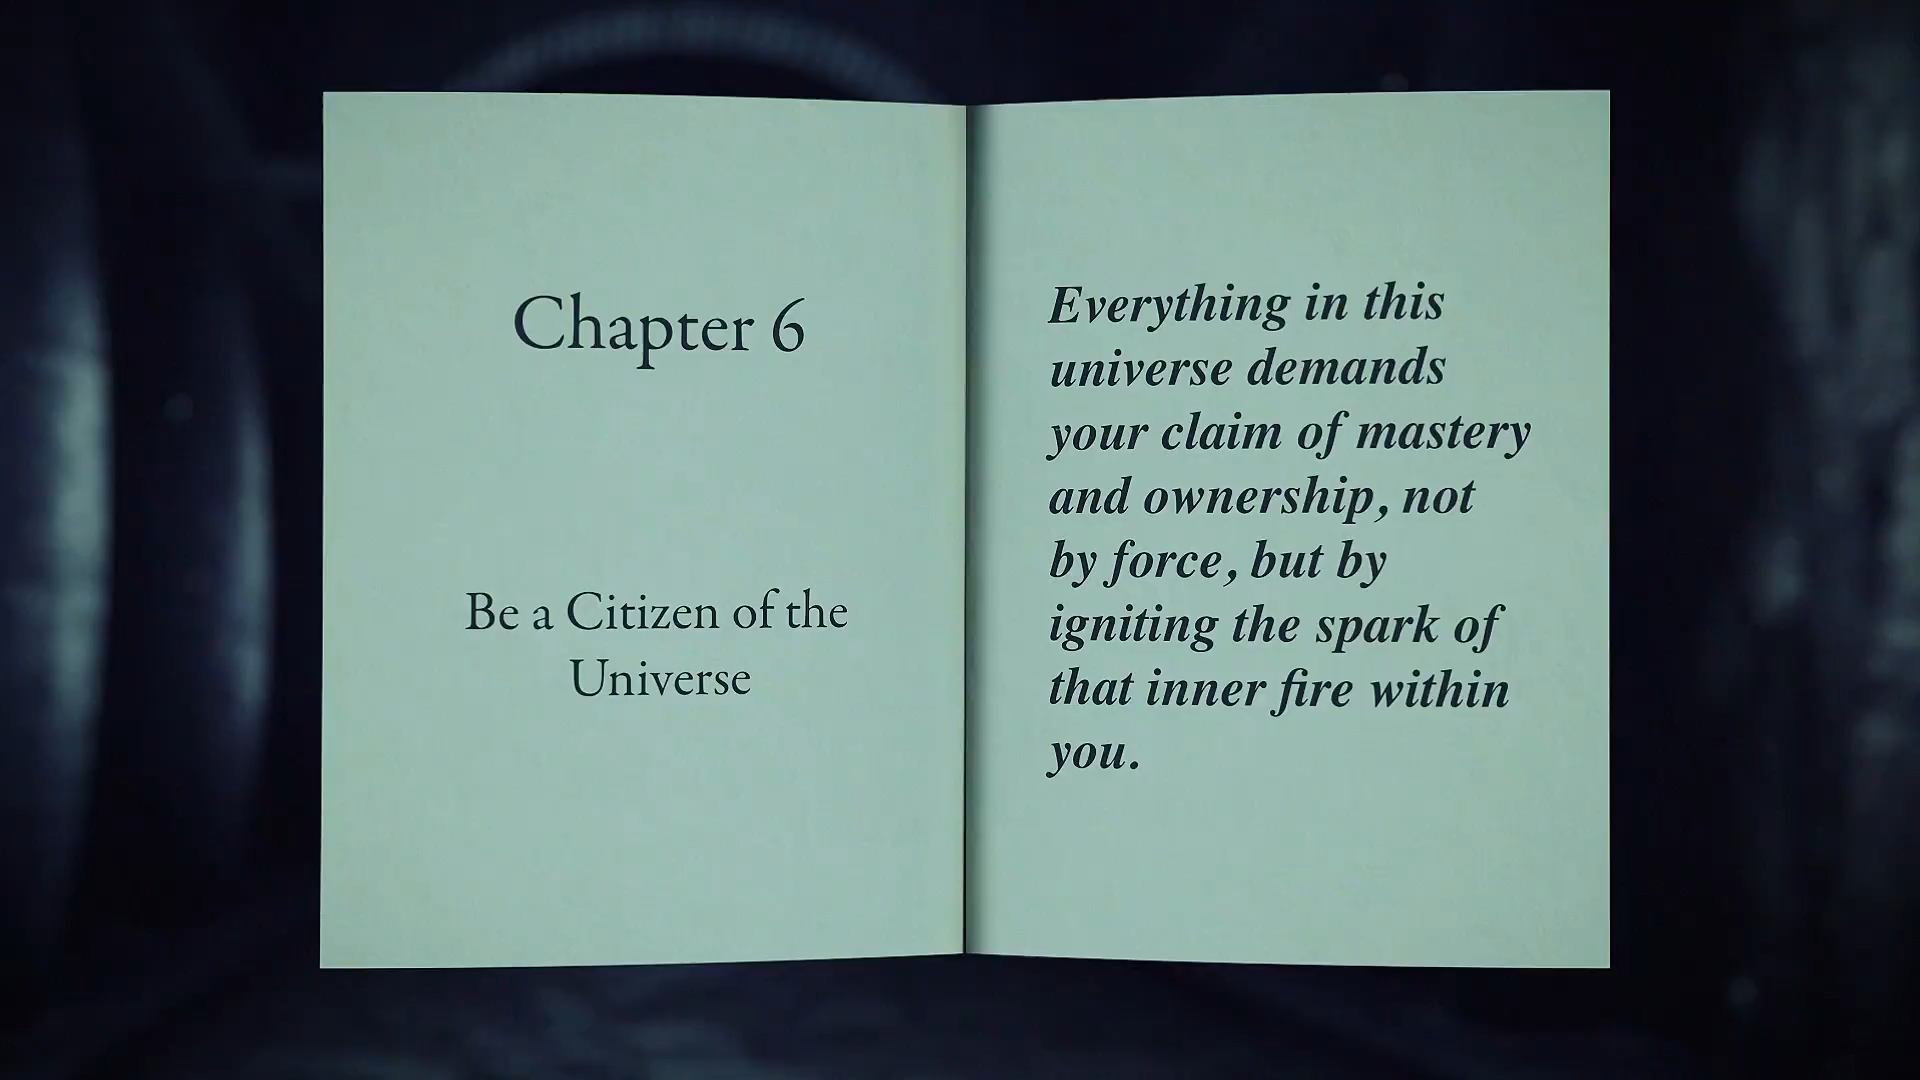 Chapter 6
Be a Citizen of the
Universe
Everything in this
universe demands
your claim of mastery
and ownership, not
by force, but by
igniting the spark of
that inner fire within
you.